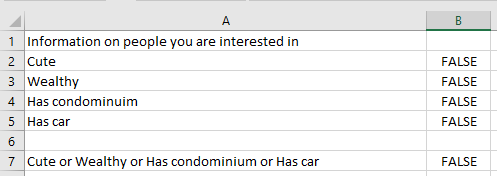 A B
1 Information on people you are interested in
2 Cute FALSE
3 Wealthy FALSE
4 Has condominuim FALSE
5 Has car FALSE
6
7 Cute or Wealthy or Has condominium or Has car FALSE